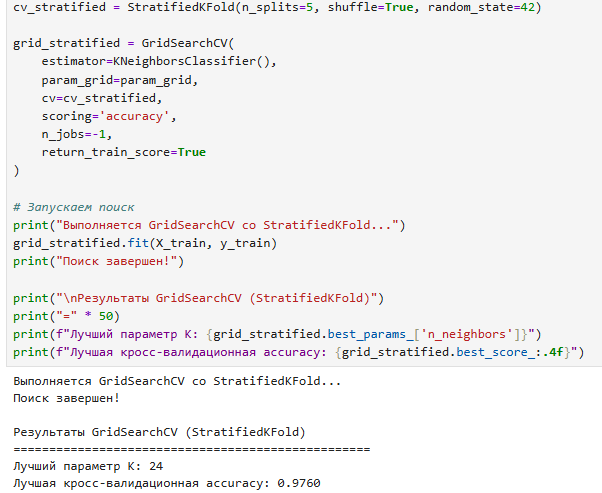 cv_stratified = StratifiedKFold(n_splits=5, shuffle=True, random_state=42)

grid_stratified = GridSearchCV(
    estimator=KNeighborsClassifier(),
    param_grid=param_grid,
    cv=cv_stratified,
    scoring='accuracy',
    n_jobs=-1,
    return_train_score=True
)

# Запускаем поиск
print("Выполняется GridSearchCV со StratifiedKFold...")
grid_stratified.fit(X_train, y_train)
print("Поиск завершен!")

print("\nРезультаты GridSearchCV (StratifiedKFold)")
print("=" * 50)
print(f"Лучший параметр K: {grid_stratified.best_params_['n_neighbors']}")
print(f"Лучшая кросс-валидационная accuracy: {grid_stratified.best_score_:.4f}")
Выполняется GridSearchCV со StratifiedKFold...
Поиск завершен!

Результаты GridSearchCV (StratifiedKFold)
==================================================
Лучший параметр K: 24
Лучшая кросс-валидационная accuracy: 0.9760